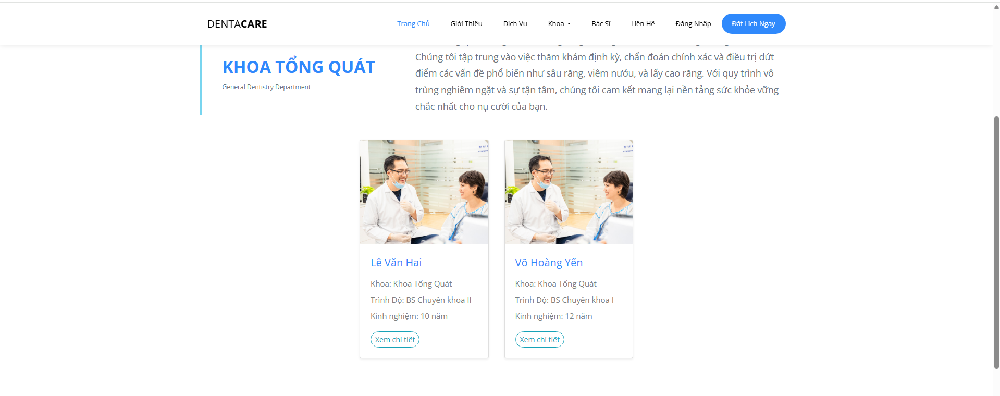 DENTACARE
Trang Chủ
Giới Thiệu
Dịch Vụ
Khoa
Bác Sĩ
Liên Hệ
Đăng Nhập
Đặt Lịch Ngay
KHOA TỔNG QUÁT
General Dentistry Department
Chúng tôi tập trung vào việc thăm khám định kỳ, chẩn đoán chính xác và điều trị dứt
điểm các vấn đề phổ biến như sâu răng, viêm nướu, và lấy cao răng. Với quy trình vô
trùng nghiêm ngặt và sự tận tâm, chúng tôi cam kết mang lại nền tảng sức khỏe vững
chắc nhất cho nụ cười của bạn.
Lê Văn Hai
Khoa: Khoa Tổng Quát
Trình Độ: BS Chuyên khoa II
Kinh nghiệm: 10 năm
Xem chi tiết
Võ Hoàng Yến
Khoa: Khoa Tổng Quát
Trình Độ: BS Chuyên khoa I
Kinh nghiệm: 12 năm
Xem chi tiết